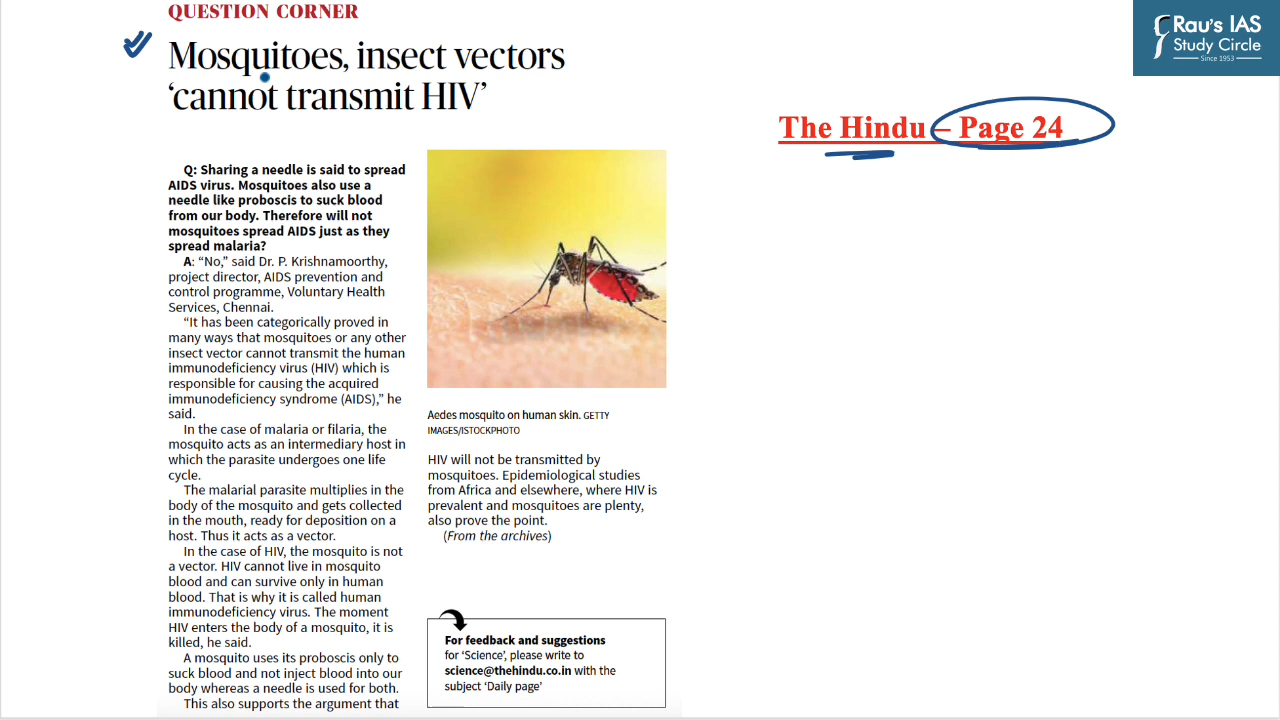 QUESTION CORNER
Mosquitoes, insect vectors
‘cannot transmit HIV’
Q: Sharing a needle is said to spread
AIDS virus. Mosquitoes also use a
needle like proboscis to suck blood
from our body. Therefore will not
mosquitoes spread AIDS just as they
spread malaria?
A: “No,” said Dr. P. Krishnamoorthy,
project director, AIDS prevention and
control programme, Voluntary Health
Services, Chennai.
“It has been categorically proved in
many ways that mosquitoes or any other
insect vector cannot transmit the human
immunodeficiency virus (HIV) which is
responsible for causing the acquired
immunodeficiency syndrome (AIDS),” he
said.
In the case of malaria or filaria, the
mosquito acts as an intermediary host in
which the parasite undergoes one life
cycle.
The malarial parasite multiplies in the
body of the mosquito and gets collected
in the mouth, ready for deposition on a
host. Thus it acts as a vector.
In the case of HIV, the mosquito is not
a vector. HIV cannot live in mosquito
blood and can survive only in human
blood. That is why it is called human
immunodeficiency virus. The moment
HIV enters the body of a mosquito, it is
killed, he said.
A mosquito uses its proboscis only to
suck blood and not inject blood into our
body whereas a needle is used for both.
This also supports the argument that
Aedes mosquito on human skin. GETTY
IMAGES/ISTOCKPHOTO
HIV will not be transmitted by
mosquitoes. Epidemiological studies
from Africa and elsewhere, where HIV is
prevalent and mosquitoes are plenty,
also prove the point.
(From the archives)
For feedback and suggestions
for ‘Science’, please write to
science@thehindu.co.in with the
subject ‘Daily page’
The Hindu – Page 24
Rau's IAS
Study Circle
Since 1953